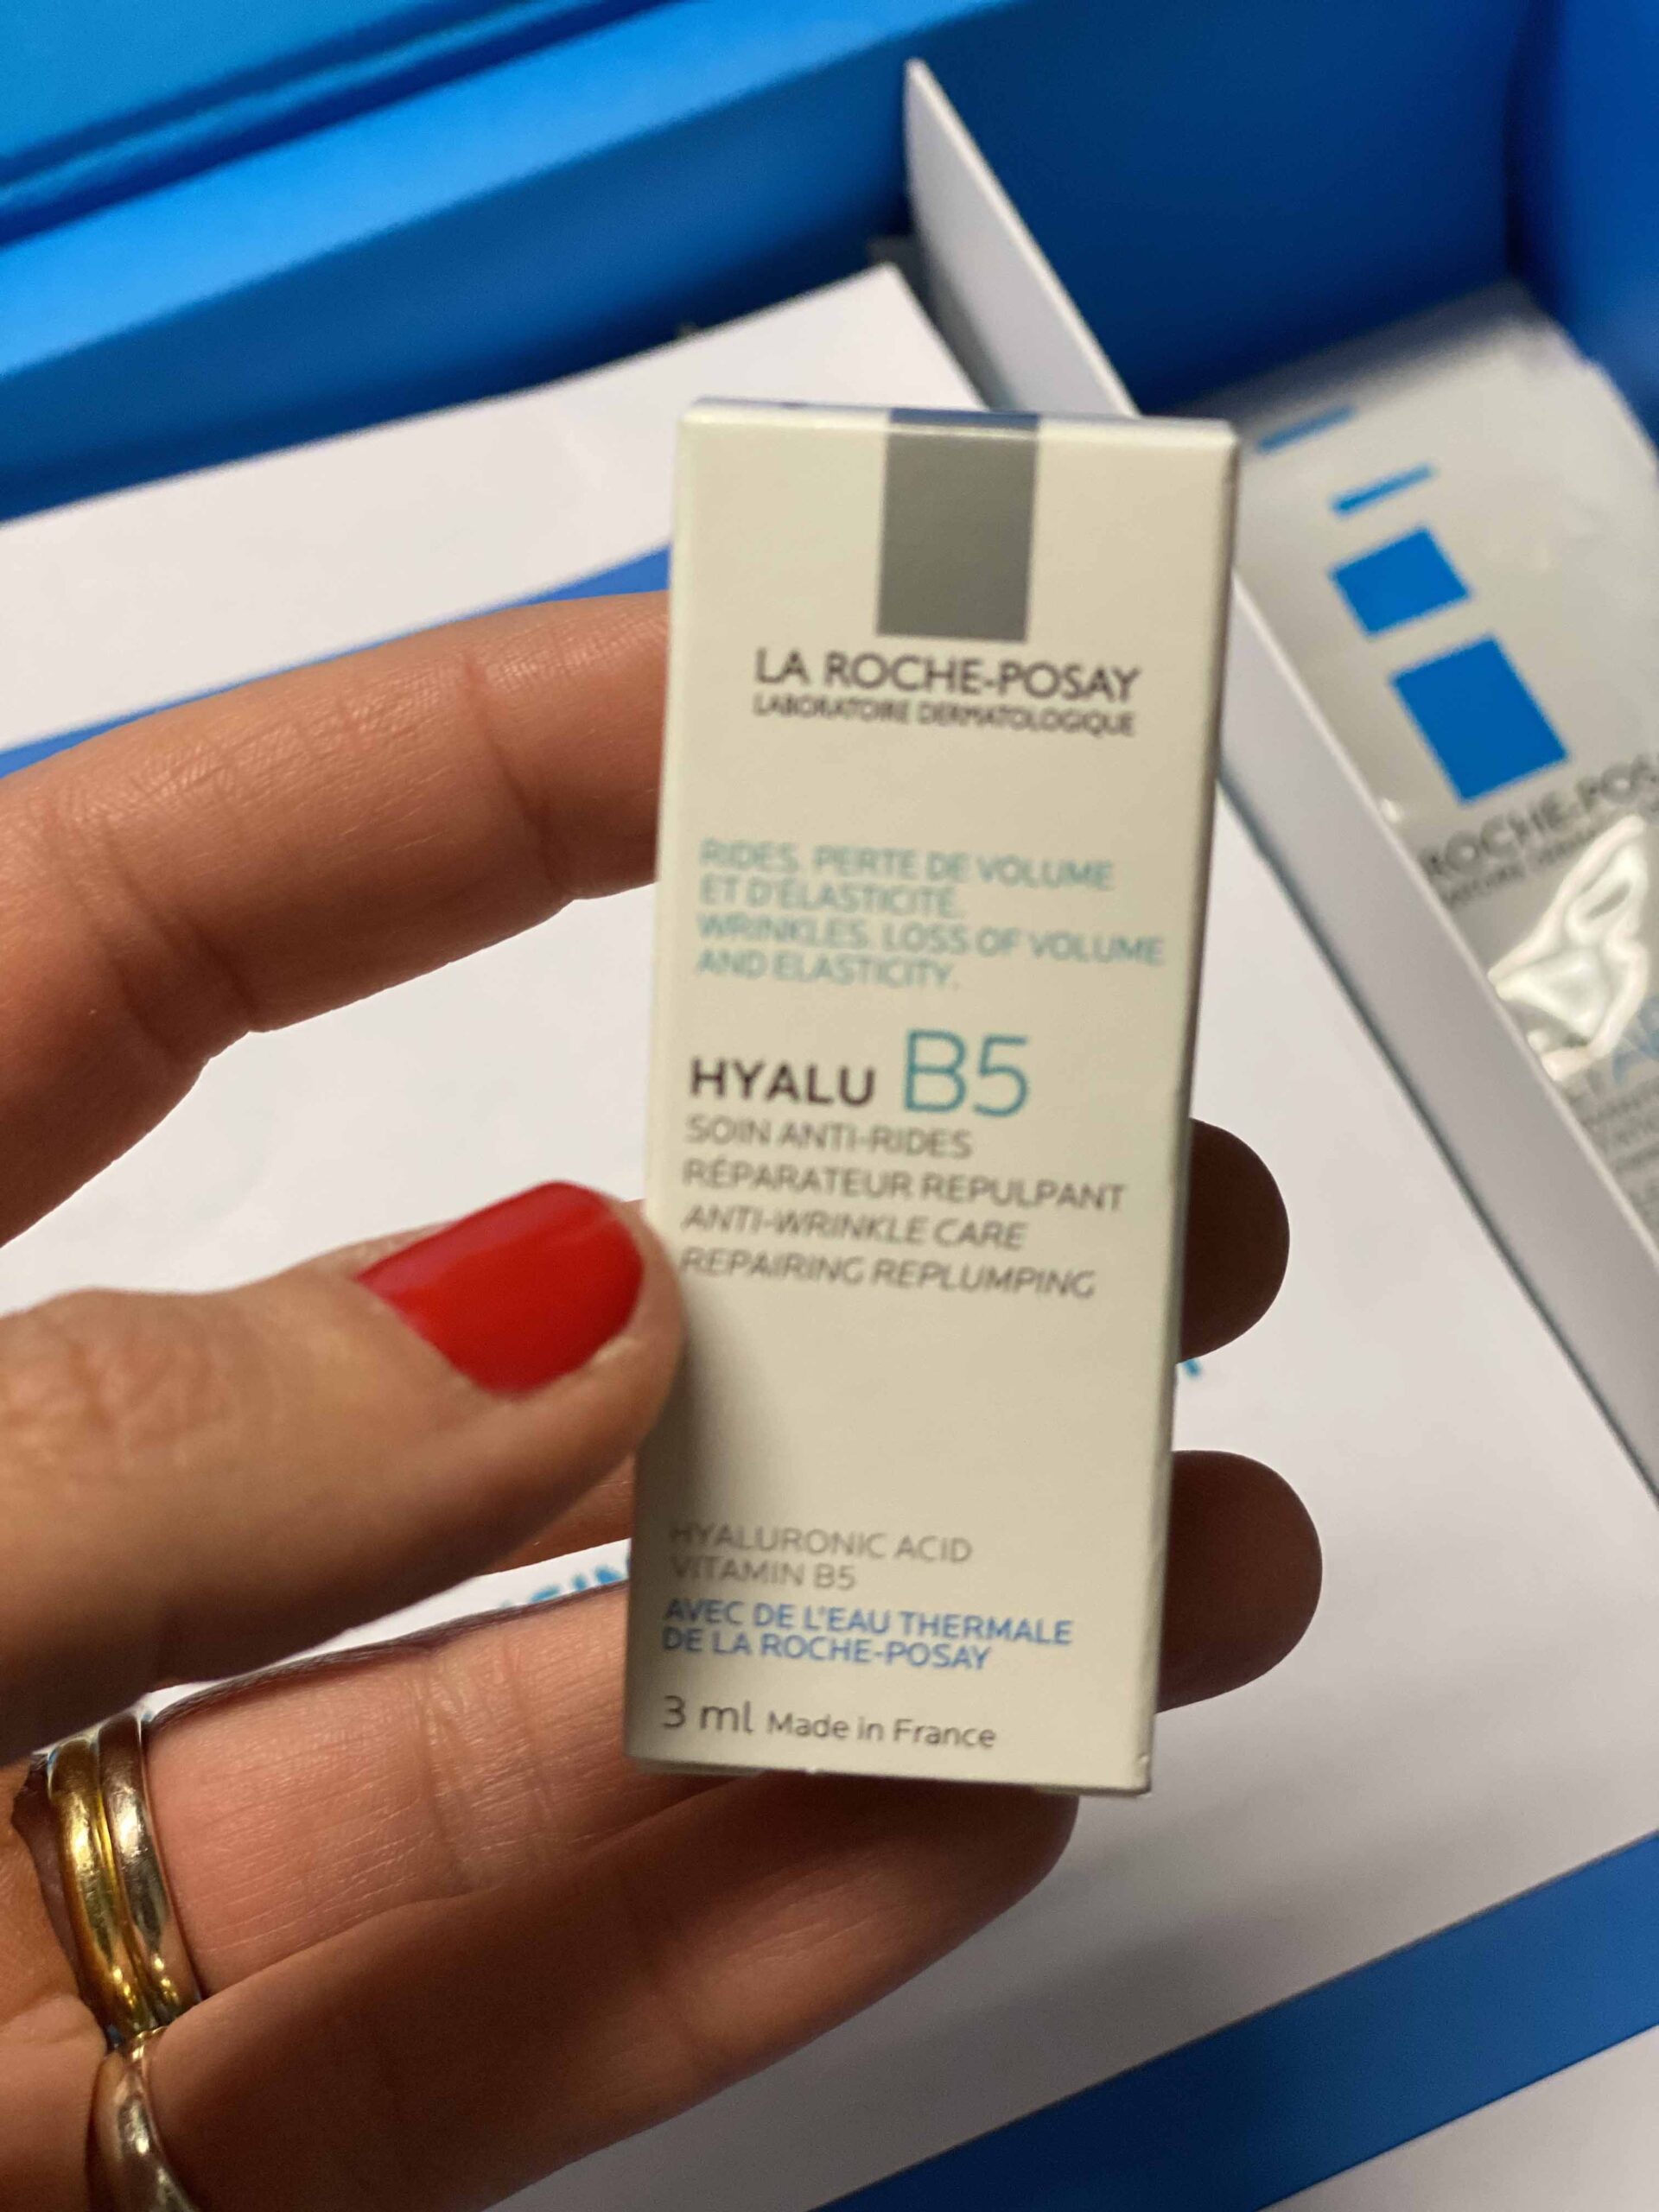 LA ROCHE-POSAY
LABORATOIRE DERMATOLOGIQUE
RIDES. PERTE DE VOLUME
ET D'ÉLASTICITÉ.
WRINKLES. LOSS OF VOLUME
AND ELASTICITY.
HYALU B5
SOIN ANTI-RIDES
RÉPARATEUR REPULPANT
ANTI-WRINKLE CARE
REPAIRING REPLUMPING
HYALURONIC ACID
VITAMIN B5
AVEC DE L'EAU THERMALE
DE LA ROCHE-POSAY
3 ml Made in France
ROCHE-POS